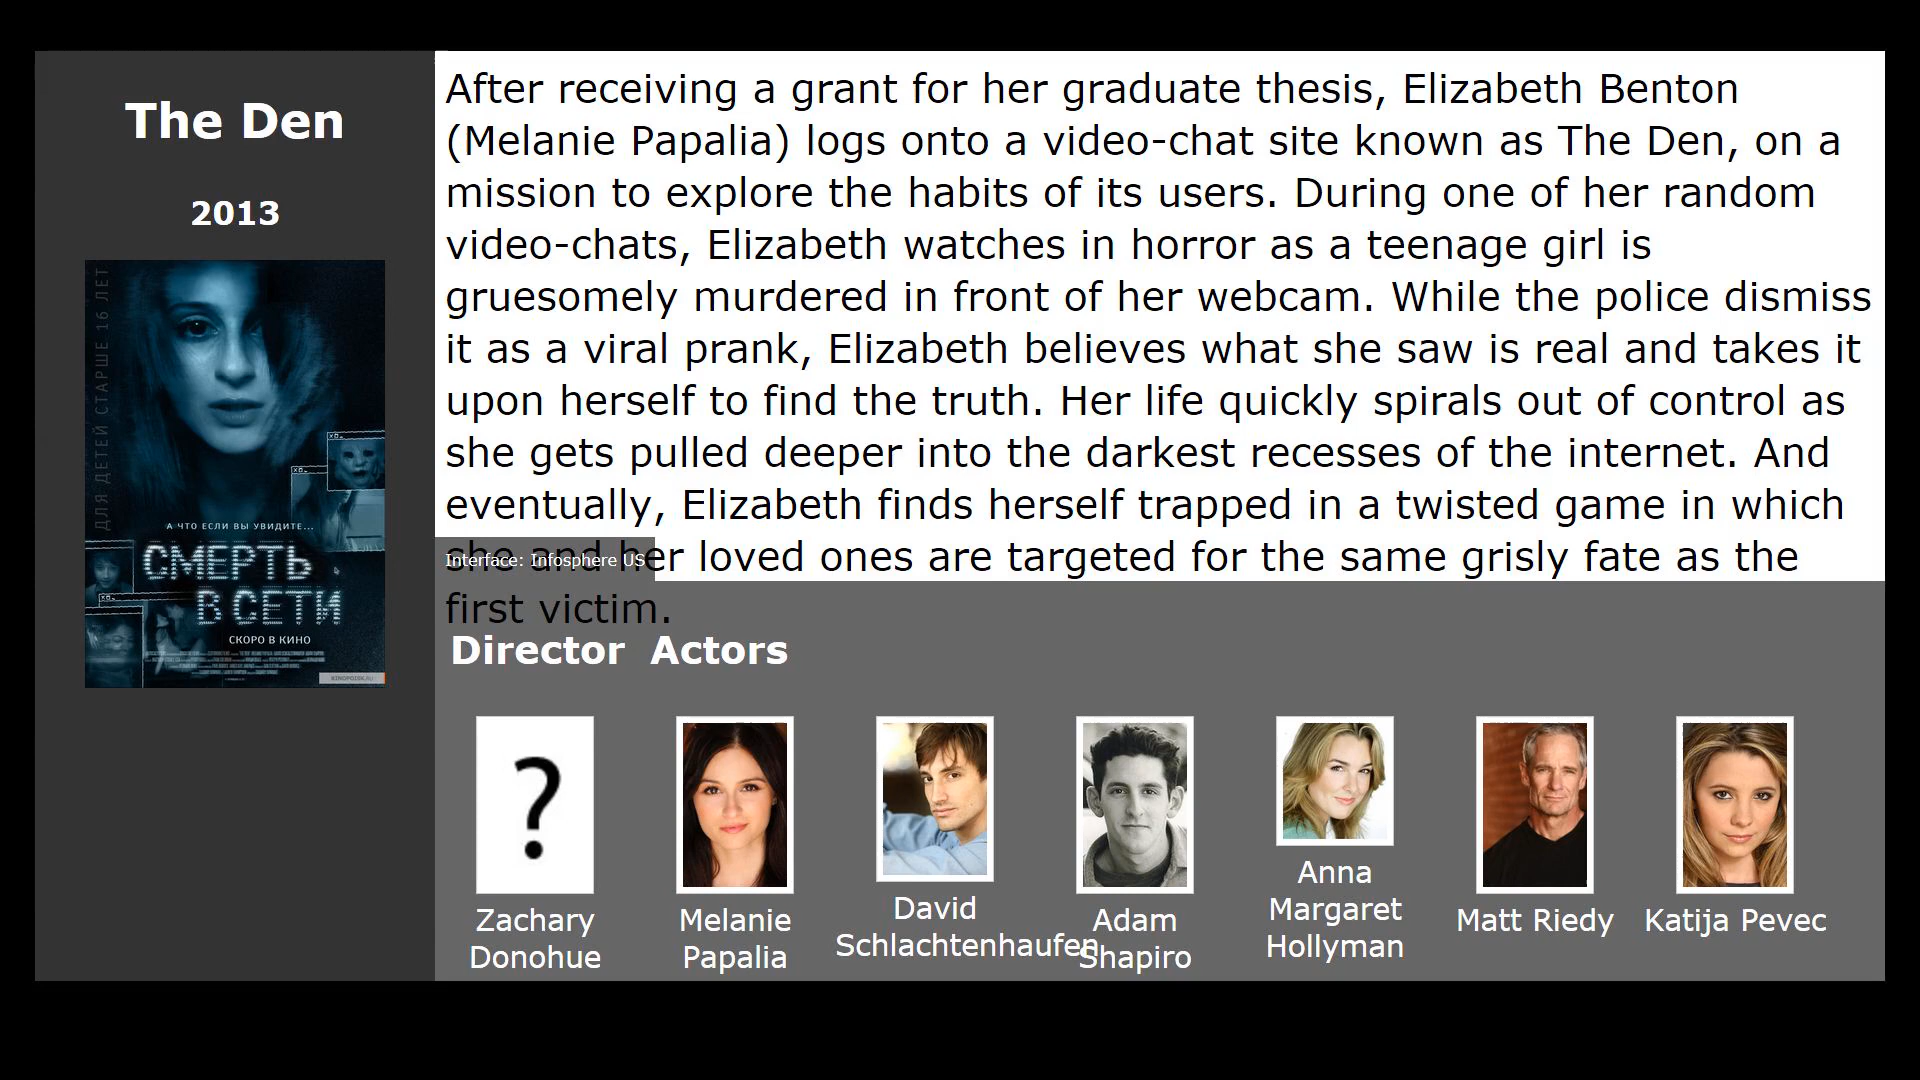 The Den
2013
ДЛЯ ДЕТЕЙ СТАРШЕ 16 ЛЕТ
А ЧТО ЕСЛИ ВЫ УВИДИТЕ...
СМЕРТЬ
В СЕТИ
СКОРО В КИНО
KINOPOISK.RU
After receiving a grant for her graduate thesis, Elizabeth Benton
(Melanie Papalia) logs onto a video-chat site known as The Den, on a
mission to explore the habits of its users. During one of her random
video-chats, Elizabeth watches in horror as a teenage girl is
gruesomely murdered in front of her webcam. While the police dismiss
it as a viral prank, Elizabeth believes what she saw is real and takes it
upon herself to find the truth. Her life quickly spirals out of control as
she gets pulled deeper into the darkest recesses of the internet. And
eventually, Elizabeth finds herself trapped in a twisted game in which
she and her loved ones are targeted for the same grisly fate as the
Interface: Infosphere US
first victim.
Director Actors
Zachary
Donohue
Melanie
Papalia
David
Schlachtenhaufen
Adam
Shapiro
Anna
Margaret
Hollyman
Matt Riedy
Katija Pevec